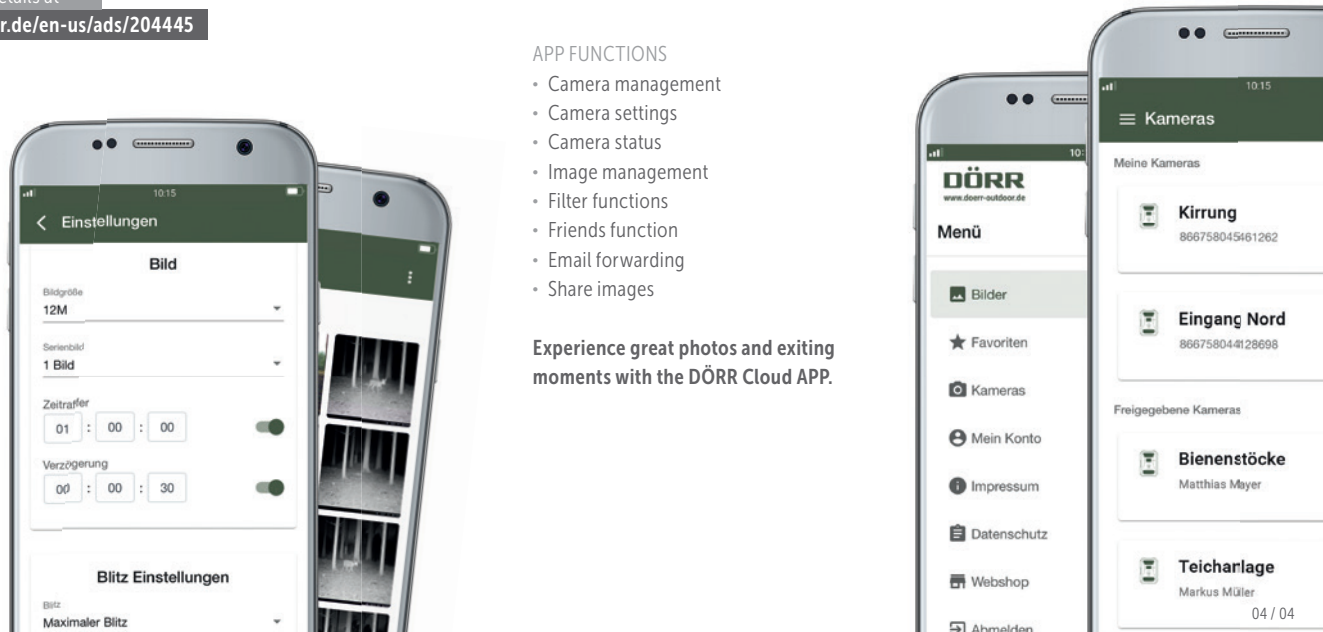 r.de/en-us/ads/204445
10:15
Einstellungen
Bild
Bildgröße
12M
Serienbild
1 Bild
Zeitraffer
01 : 00 : 00
Verzögerung
00 : 00 : 30
Blitz Einstellungen
Blitz
Maximaler Blitz
APP FUNCTIONS
• Camera management
• Camera settings
• Camera status
• Image management
• Filter functions
• Friends function
• Email forwarding
• Share images
Experience great photos and exiting
moments with the DÖRR Cloud APP.
10:
DÖRR
www.doerr-outdoor.de
Menü
Bilder
Favoriten
Kameras
Mein Konto
Impressum
Datenschutz
Webshop
Abmelden
10:15
Kameras
Meine Kameras
Kirrung
866758045461262
Eingang Nord
866758044128698
Freigegebene Kameras
Bienenstöcke
Matthias Mayer
Teichanlage
Markus Müller
04 / 04